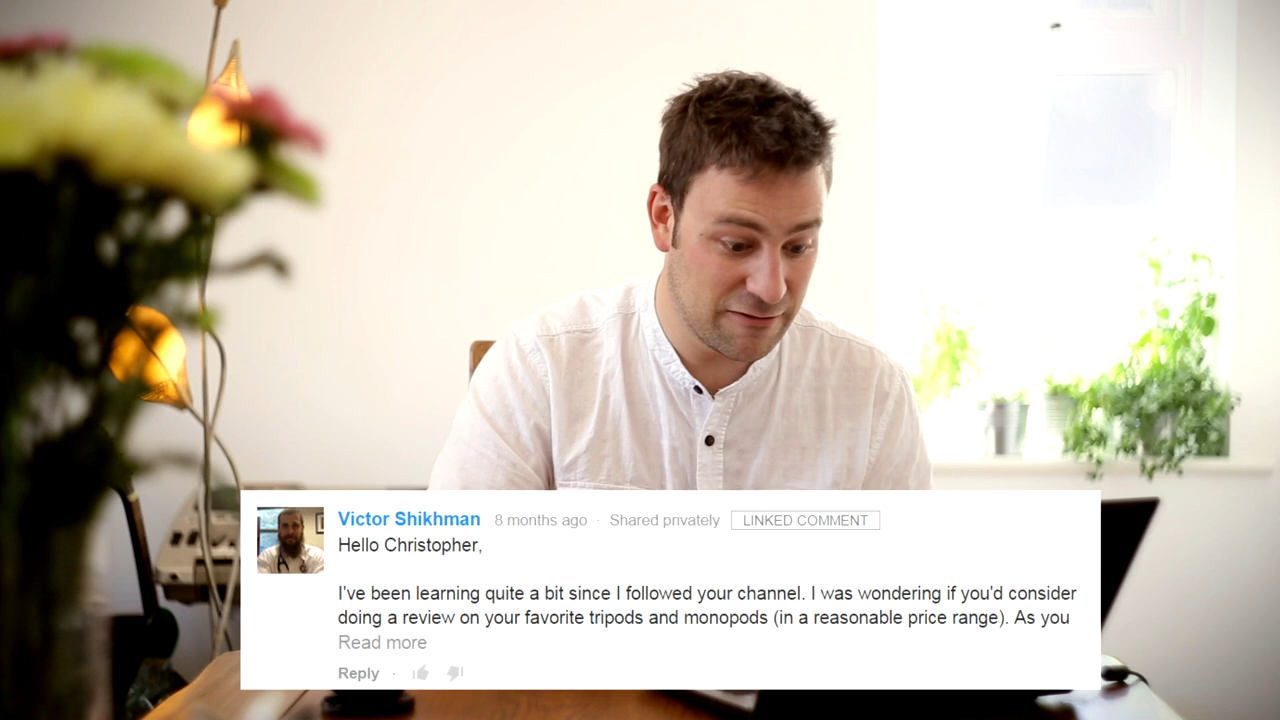 Victor Shikhman 8 months ago · Shared privately LINKED COMMENT
Hello Christopher,
I've been learning quite a bit since I followed your channel. I was wondering if you'd consider
doing a review on your favorite tripods and monopods (in a reasonable price range). As you
Read more
Reply ·